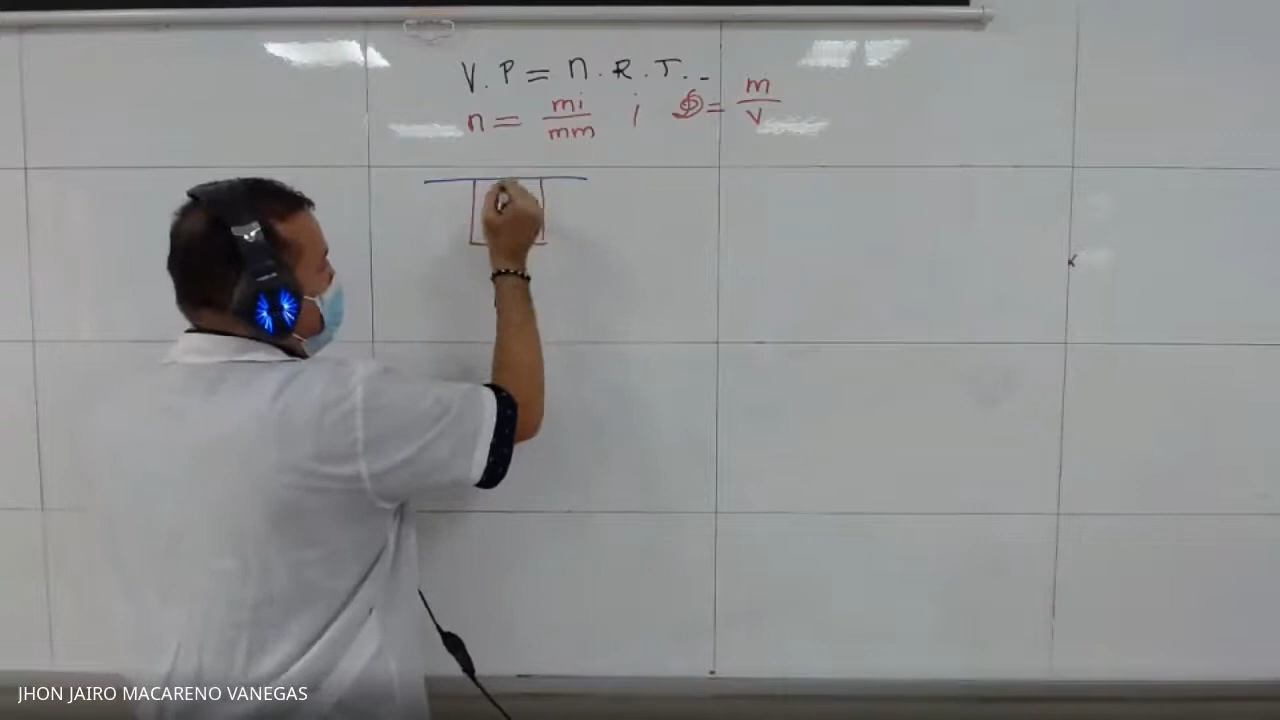 V.P = n.R.T..
n = mi/mm ; D = m/v
JHON JAIRO MACARENO VANEGAS